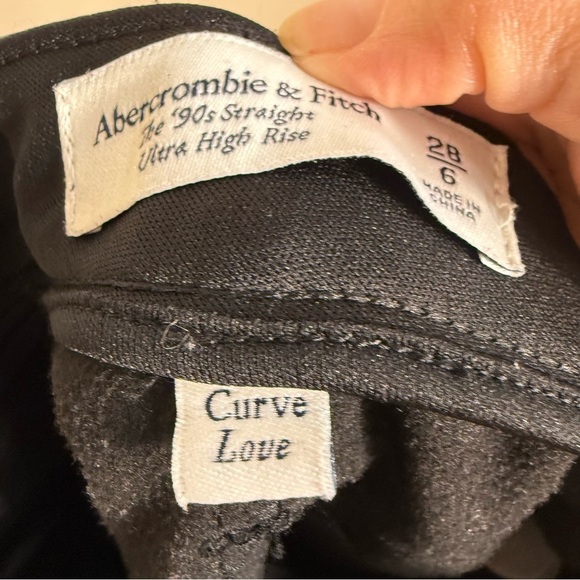 Abercrombie & Fitch
The '90s Straight
Ultra High Rise
28
6
MADE IN
CHINA
Curve
Love